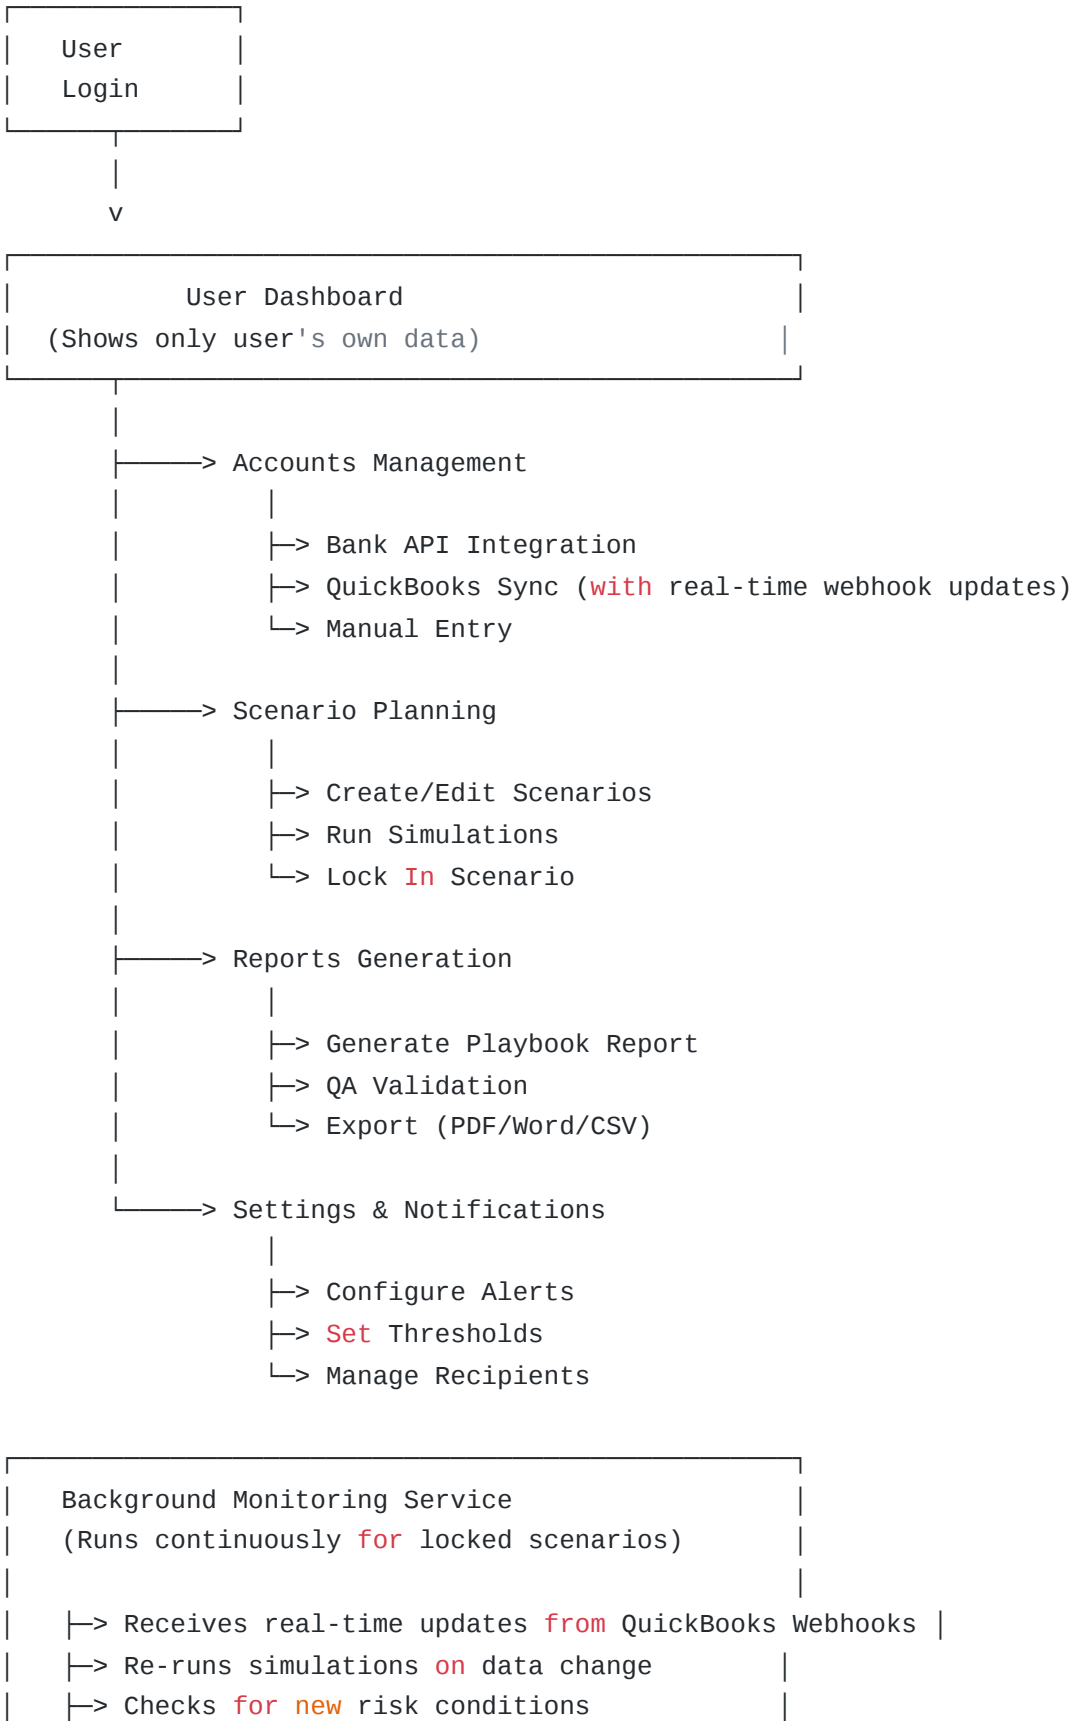 User
Login
v
User Dashboard
(Shows only user's own data)
> Accounts Management
> Bank API Integration
> QuickBooks Sync (with real-time webhook updates)
> Manual Entry
> Scenario Planning
> Create/Edit Scenarios
> Run Simulations
> Lock In Scenario
> Reports Generation
> Generate Playbook Report
> QA Validation
> Export (PDF/Word/CSV)
> Settings & Notifications
> Configure Alerts
> Set Thresholds
> Manage Recipients
Background Monitoring Service
(Runs continuously for locked scenarios)
> Receives real-time updates from QuickBooks Webhooks
> Re-runs simulations on data change
> Checks for new risk conditions